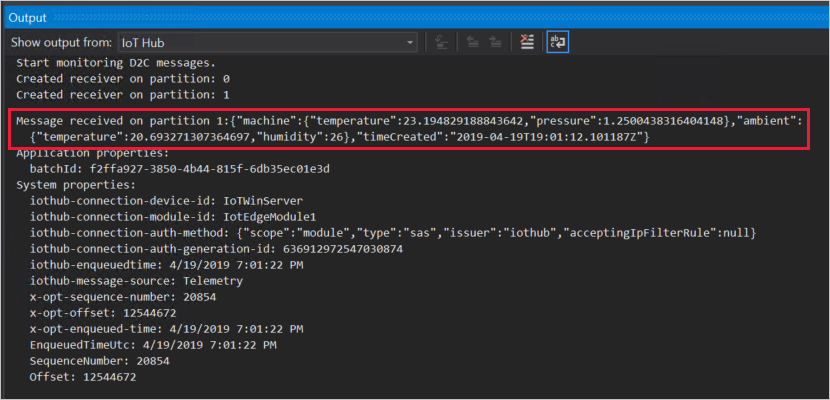 Output
Show output from: IoT Hub
Start monitoring D2C messages.
Created receiver on partition: 0
Created receiver on partition: 1
Message received on partition 1:{"machine":{"temperature":23.194829188843642,"pressure":1.2500438316404148},"ambient":
{"temperature":20.693271307364697,"humidity":26},"timeCreated":"2019-04-19T19:01:12.101187Z"}
Application properties:
batchId: f2ffa927-3850-4b44-815f-6db35ec01e3d
System properties:
iothub-connection-device-id: IoTWinServer
iothub-connection-module-id: IotEdgeModule1
iothub-connection-auth-method: {"scope":"module","type":"sas","issuer":"iothub","acceptingIpFilterRule":null}
iothub-connection-auth-generation-id: 636912972547030874
iothub-enqueuedtime: 4/19/2019 7:01:22 PM
iothub-message-source: Telemetry
x-opt-sequence-number: 20854
x-opt-offset: 12544672
x-opt-enqueued-time: 4/19/2019 7:01:22 PM
EnqueuedTimeUtc: 4/19/2019 7:01:22 PM
SequenceNumber: 20854
Offset: 12544672